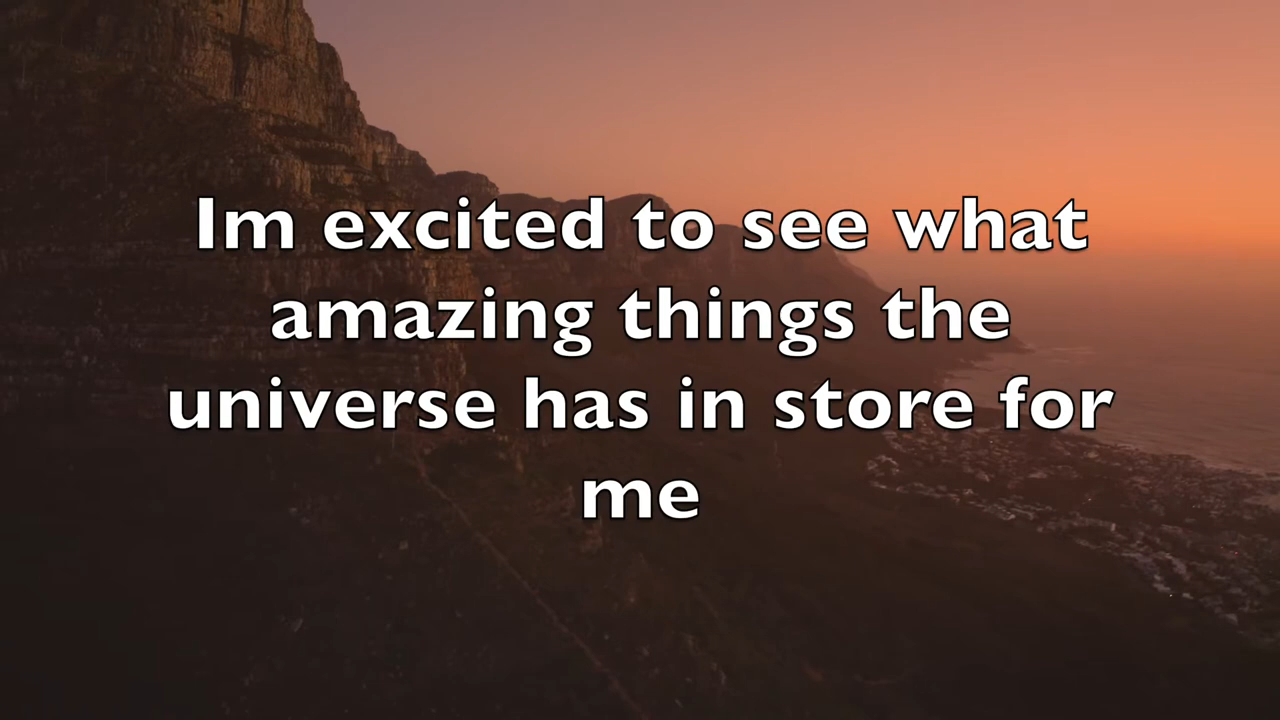 Im excited to see what
amazing things the
universe has in store for
me